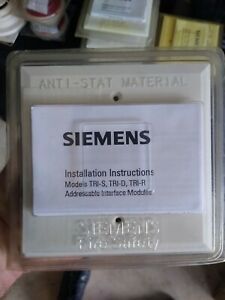 ANTI-STAT MATERIAL
SIEMENS
Installation Instructions
Models TRI-S, TRI-D, TRI-R
Addressable Interface Modules
SIEMENS
Fire Safety